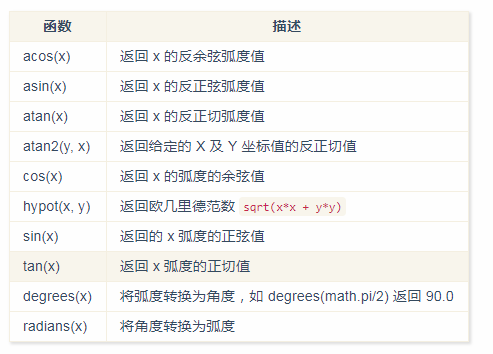 函数 描述
acos(x) 返回 x 的反余弦弧度值
asin(x) 返回 x 的反正弦弧度值
atan(x) 返回 x 的反正切弧度值
atan2(y, x) 返回给定的 X 及 Y 坐标值的反正切值
cos(x) 返回 x 的弧度的余弦值
hypot(x, y) 返回欧几里德范数 sqrt(x*x + y*y)
sin(x) 返回的 x 弧度的正弦值
tan(x) 返回 x 弧度的正切值
degrees(x) 将弧度转换为角度，如 degrees(math.pi/2) 返回 90.0
radians(x) 将角度转换为弧度